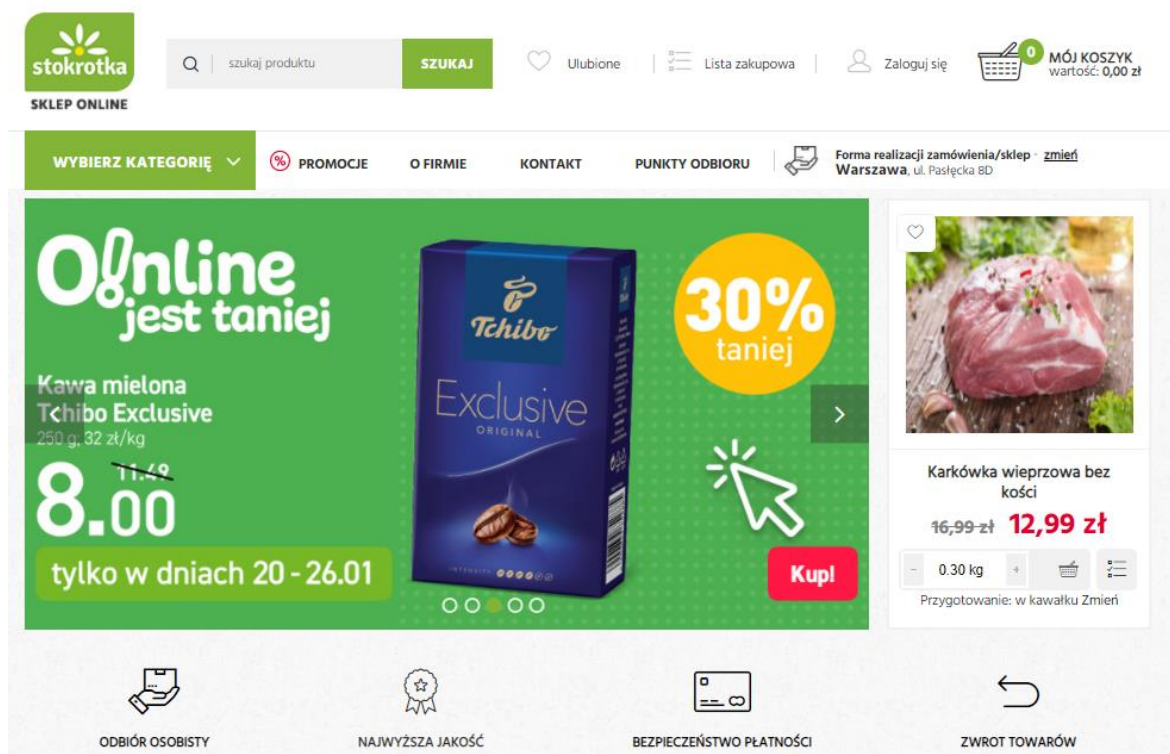 stokrotka
SKLEP ONLINE
szukaj produktu
SZUKAJ
Ulubione
Lista zakupowa
Zaloguj się
0
MÓJ KOSZYK
wartość: 0,00 zł
WYBIERZ KATEGORIĘ
% PROMOCJE
O FIRMIE
KONTAKT
PUNKTY ODBIORU
Forma realizacji zamówienia/sklep - zmień
Warszawa, ul. Pasłęcka 8D
Online
jest taniej
Kawa mielona
Tchibo Exclusive
250 g, 32 zł/kg
11.49
8.00
tylko w dniach 20 - 26.01
Tchibo
Exclusive
ORIGINAL
INTENSITY
30%
taniej
Kup!
Karkówka wieprzowa bez
kości
16,99 zł 12,99 zł
- 0.30 kg +
Przygotowanie: w kawałku Zmień
ODBIÓR OSOBISTY
NAJWYŻSZA JAKOŚĆ
BEZPIECZEŃSTWO PŁATNOŚCI
ZWROT TOWARÓW